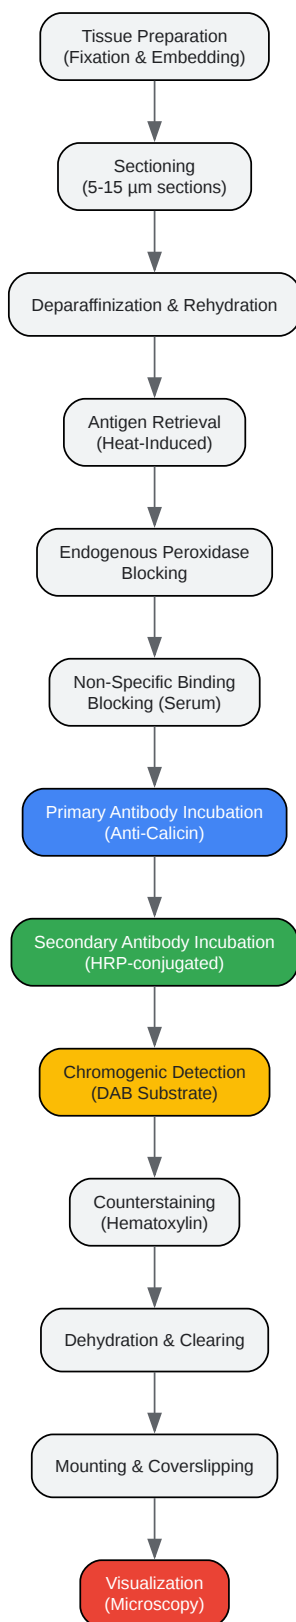 Tissue Preparation
(Fixation & Embedding)
Sectioning
(5-15 µm sections)
Deparaffinization & Rehydration
Antigen Retrieval
(Heat-Induced)
Endogenous Peroxidase
Blocking
Non-Specific Binding
Blocking (Serum)
Primary Antibody Incubation
(Anti-Calicin)
Secondary Antibody Incubation
(HRP-conjugated)
Chromogenic Detection
(DAB Substrate)
Counterstaining
(Hematoxylin)
Dehydration & Clearing
Mounting & Coverslipping
Visualization
(Microscopy)